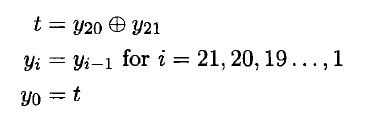 t = y₂₀ ⊕ y₂₁
yᵢ = yᵢ₋₁ for i = 21, 20, 19 . . . , 1
y₀ = t